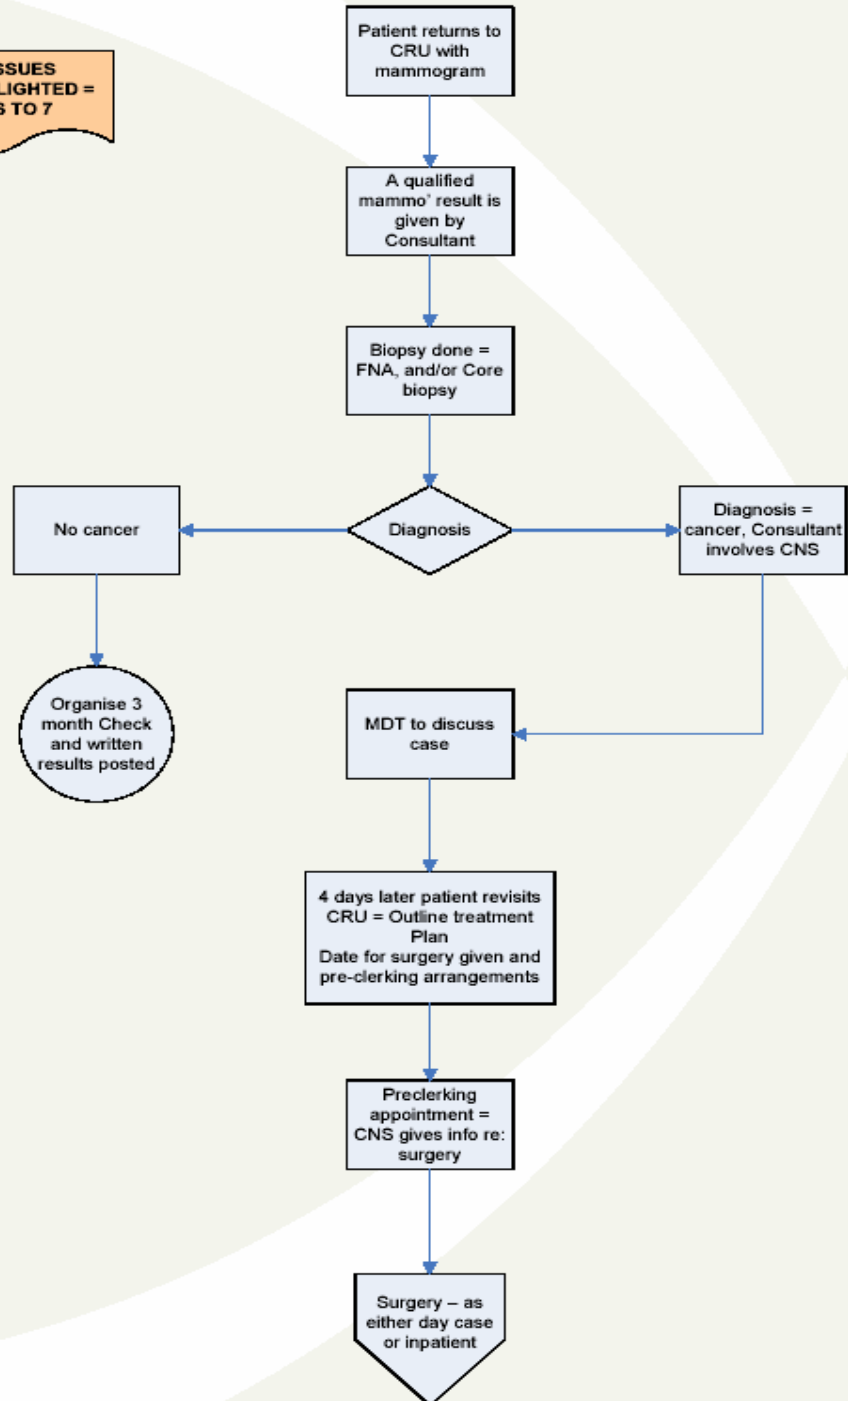 Patient returns to
CRU with
mammogram
TO 7
A qualified
mammo’ result is
given by
Consultant
Biopsy done =
FNA, and/or Core
biopsy
No cancer
Diagnosis
Diagnosis =
cancer, Consultant
involves CNS
Organise 3
month Check
and written
results posted
MDT to discuss
case
4 days later patient revisits
CRU = Outline treatment
Plan
Date for surgery given and
pre-clerking arrangements
Preclerking
appointment =
CNS gives info re:
surgery
Surgery – as
either day case
or inpatient